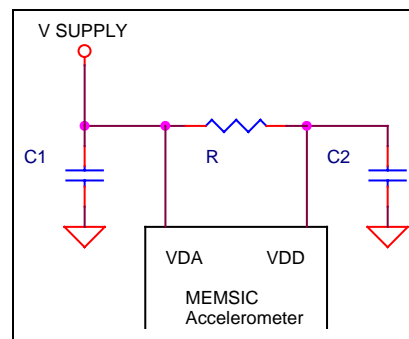 V SUPPLY
C1
R
C2
VDA
VDD
MEMSIC
Accelerometer